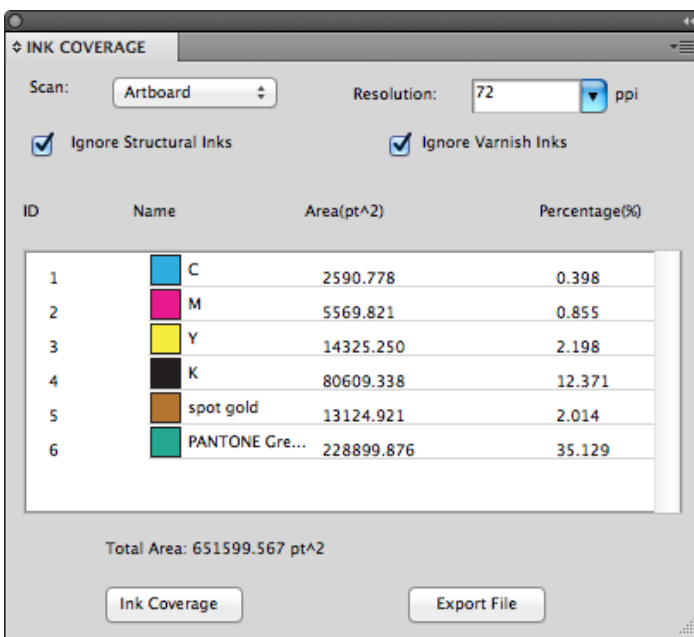 INK COVERAGE
Scan: Artboard Resolution: 72 ppi
Ignore Structural Inks Ignore Varnish Inks
ID Name Area(pt^2) Percentage(%)
1 C 2590.778 0.398
2 M 5569.821 0.855
3 Y 14325.250 2.198
4 K 80609.338 12.371
5 spot gold 13124.921 2.014
6 PANTONE Gre... 228899.876 35.129
Total Area: 651599.567 pt^2
Ink Coverage Export File